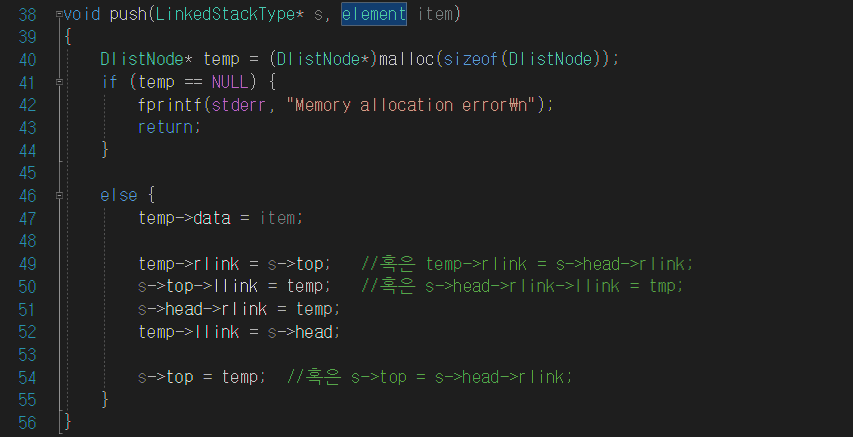 38 void push(LinkedStackType* s, element item)
39 {
40 DlistNode* temp = (DlistNode*)malloc(sizeof(DlistNode));
41 if (temp == NULL) {
42 fprintf(stderr, "Memory allocation error₩n");
43 return;
44 }
45
46 else {
47 temp->data = item;
48
49 temp->rlink = s->top; //혹은 temp->rlink = s->head->rlink;
50 s->top->llink = temp; //혹은 s->head->rlink->llink = tmp;
51 s->head->rlink = temp;
52 temp->llink = s->head;
53
54 s->top = temp; //혹은 s->top = s->head->rlink;
55 }
56 }